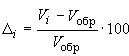 Δᵢ = (Vᵢ − Vобр) / Vобр · 100